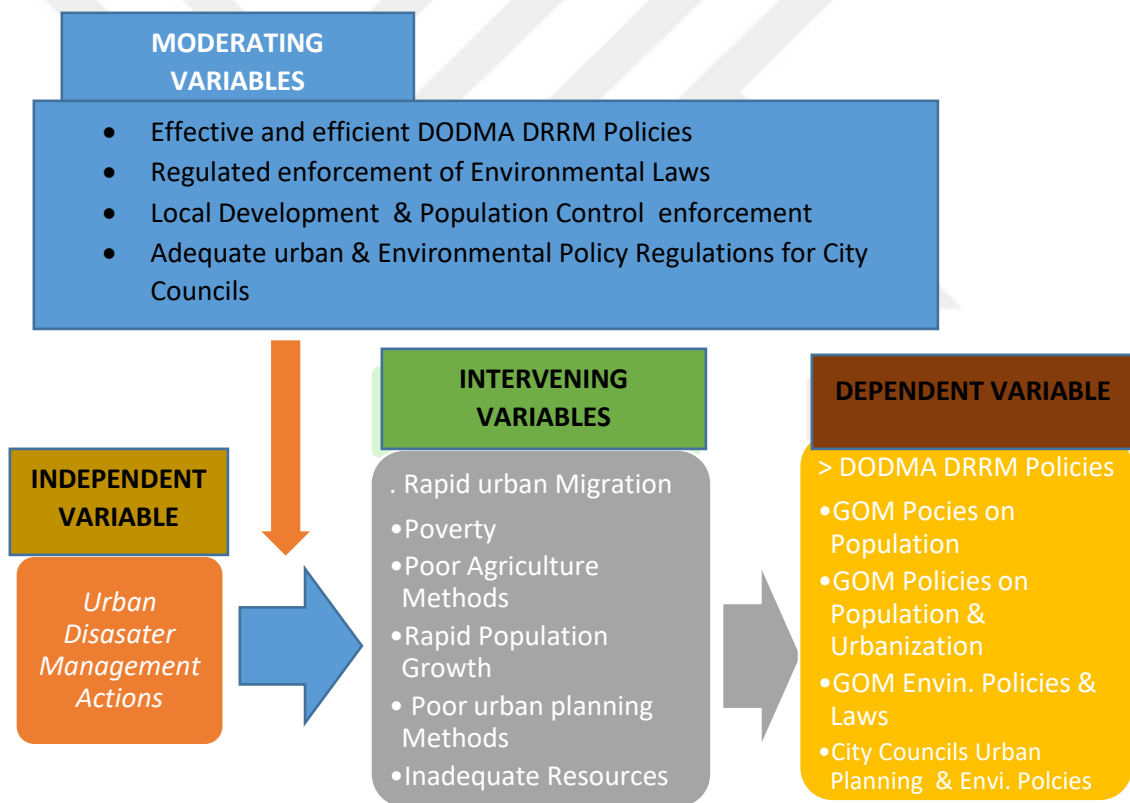 MODERATING
VARIABLES
• Effective and efficient DODMA DRRM Policies
• Regulated enforcement of Environmental Laws
• Local Development & Population Control enforcement
• Adequate urban & Environmental Policy Regulations for City
Councils
INDEPENDENT
VARIABLE
Urban
Disasater
Management
Actions
INTERVENING
VARIABLES
. Rapid urban Migration
•Poverty
•Poor Agriculture
Methods
•Rapid Population
Growth
• Poor urban planning
Methods
•Inadequate Resources
DEPENDENT VARIABLE
> DODMA DRRM Policies
•GOM Pocies on
Population
•GOM Policies on
Population &
Urbanization
•GOM Envin. Policies &
Laws
•City Councils Urban
Planning & Envi. Polcies